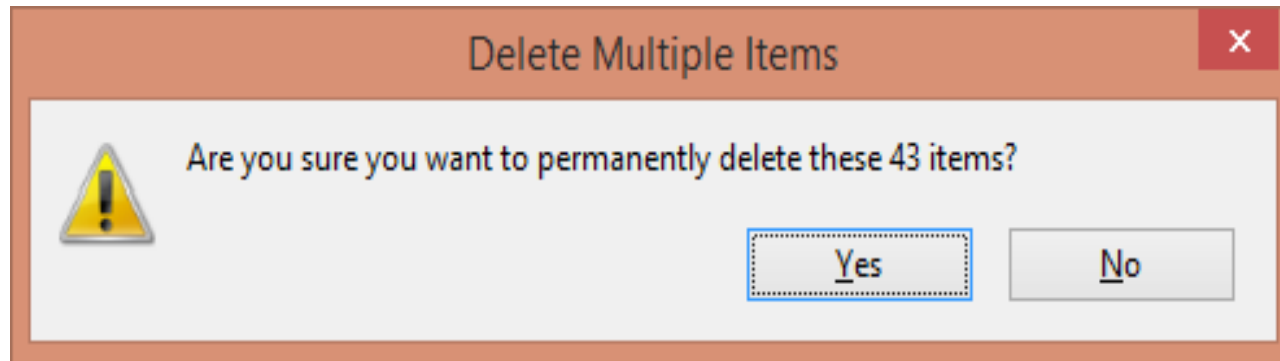 Delete Multiple Items
Are you sure you want to permanently delete these 43 items?
Yes
No